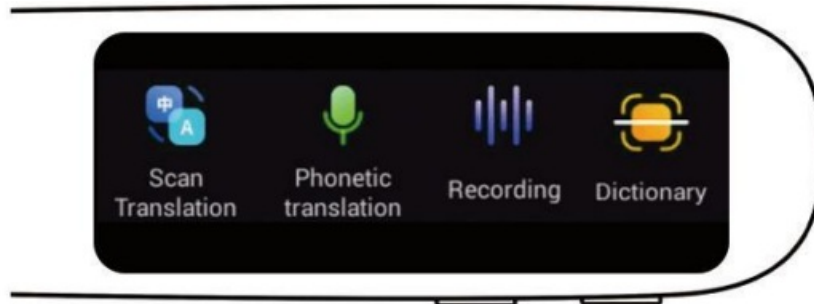 中
A
Scan
Translation
Phonetic
translation
Recording
Dictionary